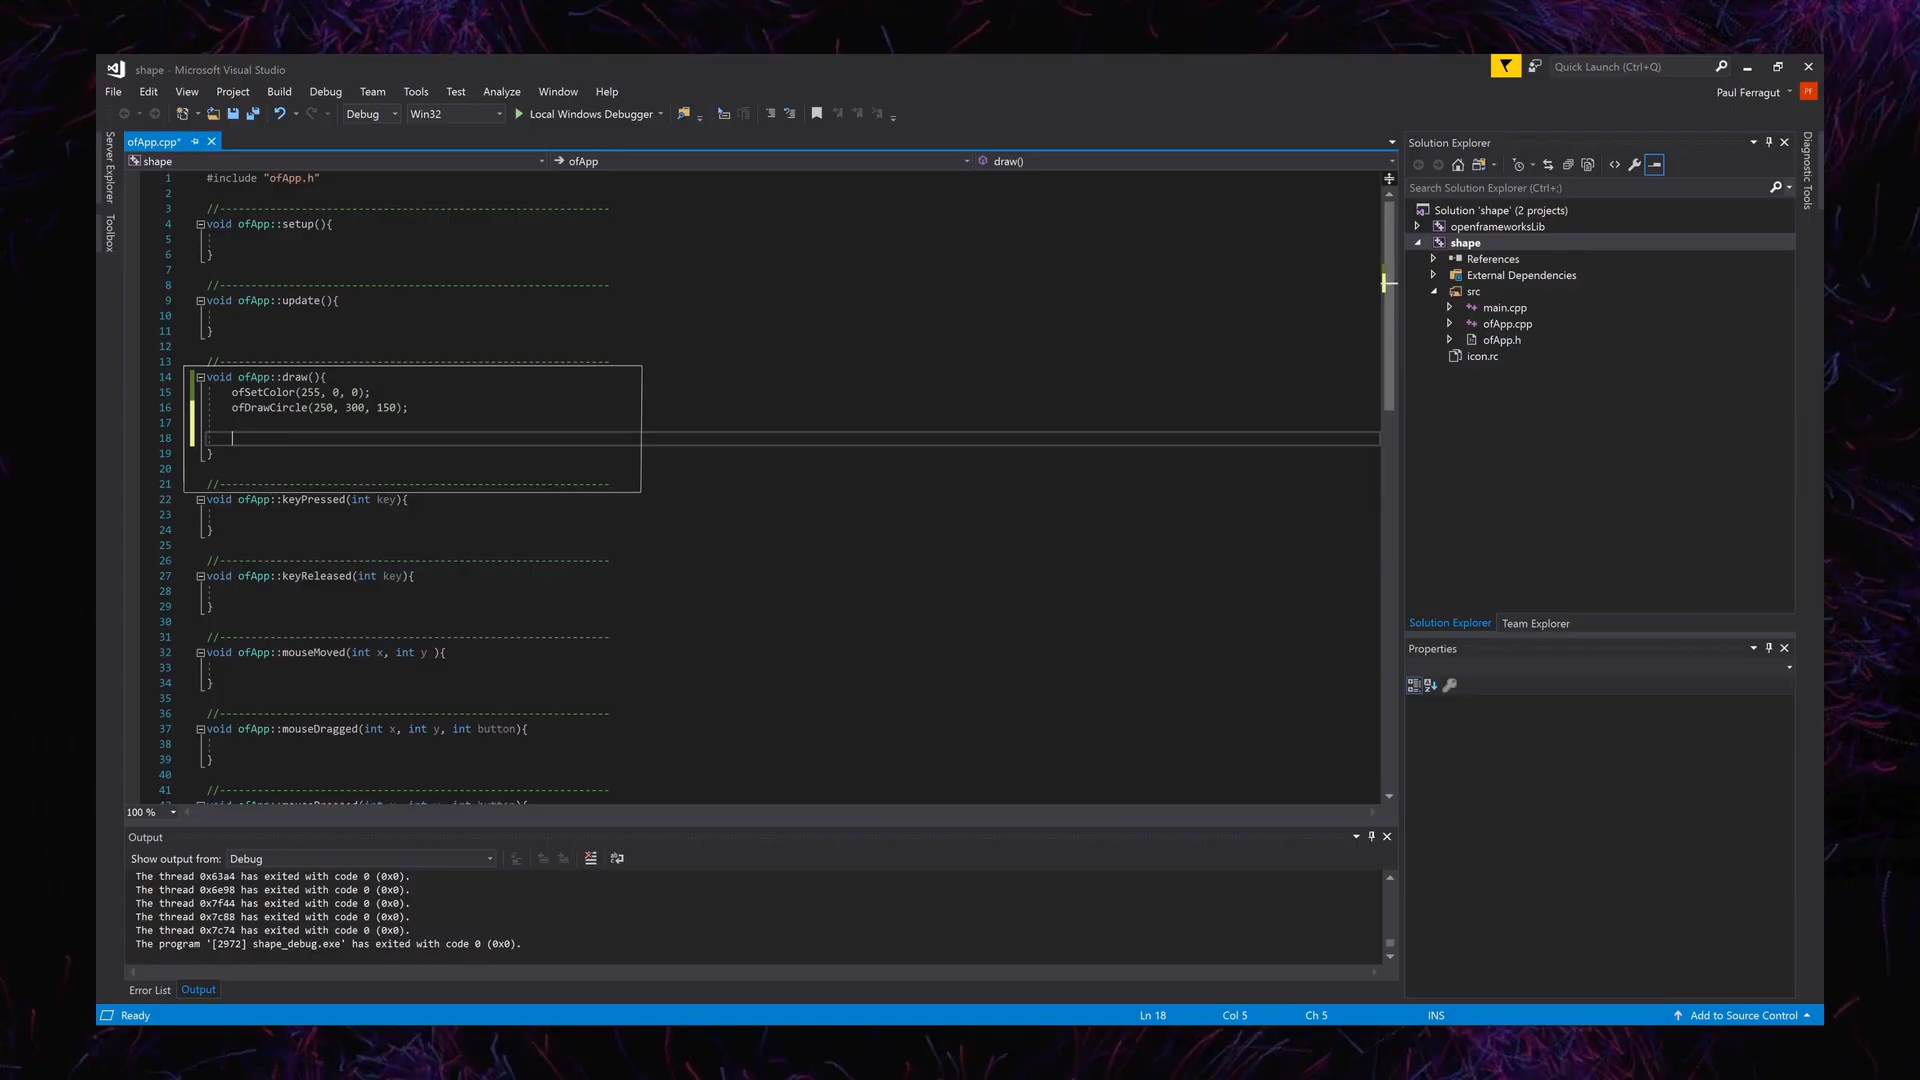 shape - Microsoft Visual Studio
Quick Launch (Ctrl+Q)
File Edit View Project Build Debug Team Tools Test Analyze Window Help
Paul Ferragut PF
Debug Win32 Local Windows Debugger
Server Explorer
Toolbox
ofApp.cpp*
shape ofApp draw()
1 #include "ofApp.h"
2
3 //--------------------------------------------------------------
4 void ofApp::setup(){
5
6 }
7
8 //--------------------------------------------------------------
9 void ofApp::update(){
10
11 }
12
13 //--------------------------------------------------------------
14 void ofApp::draw(){
15 ofSetColor(255, 0, 0);
16 ofDrawCircle(250, 300, 150);
17
18
19 }
20
21 //--------------------------------------------------------------
22 void ofApp::keyPressed(int key){
23
24 }
25
26 //--------------------------------------------------------------
27 void ofApp::keyReleased(int key){
28
29 }
30
31 //--------------------------------------------------------------
32 void ofApp::mouseMoved(int x, int y ){
33
34 }
35
36 //--------------------------------------------------------------
37 void ofApp::mouseDragged(int x, int y, int button){
38
39 }
40
41 //--------------------------------------------------------------
100 %
Output
Show output from: Debug
The thread 0x63a4 has exited with code 0 (0x0).
The thread 0x6e98 has exited with code 0 (0x0).
The thread 0x7f44 has exited with code 0 (0x0).
The thread 0x7c88 has exited with code 0 (0x0).
The thread 0x7c74 has exited with code 0 (0x0).
The program '[2972] shape_debug.exe' has exited with code 0 (0x0).
Error List Output
Solution Explorer
Search Solution Explorer (Ctrl+;)
Solution 'shape' (2 projects)
openframeworksLib
shape
References
External Dependencies
src
main.cpp
ofApp.cpp
ofApp.h
icon.rc
Solution Explorer Team Explorer
Properties
Diagnostic Tools
Ready Ln 18 Col 5 Ch 5 INS Add to Source Control